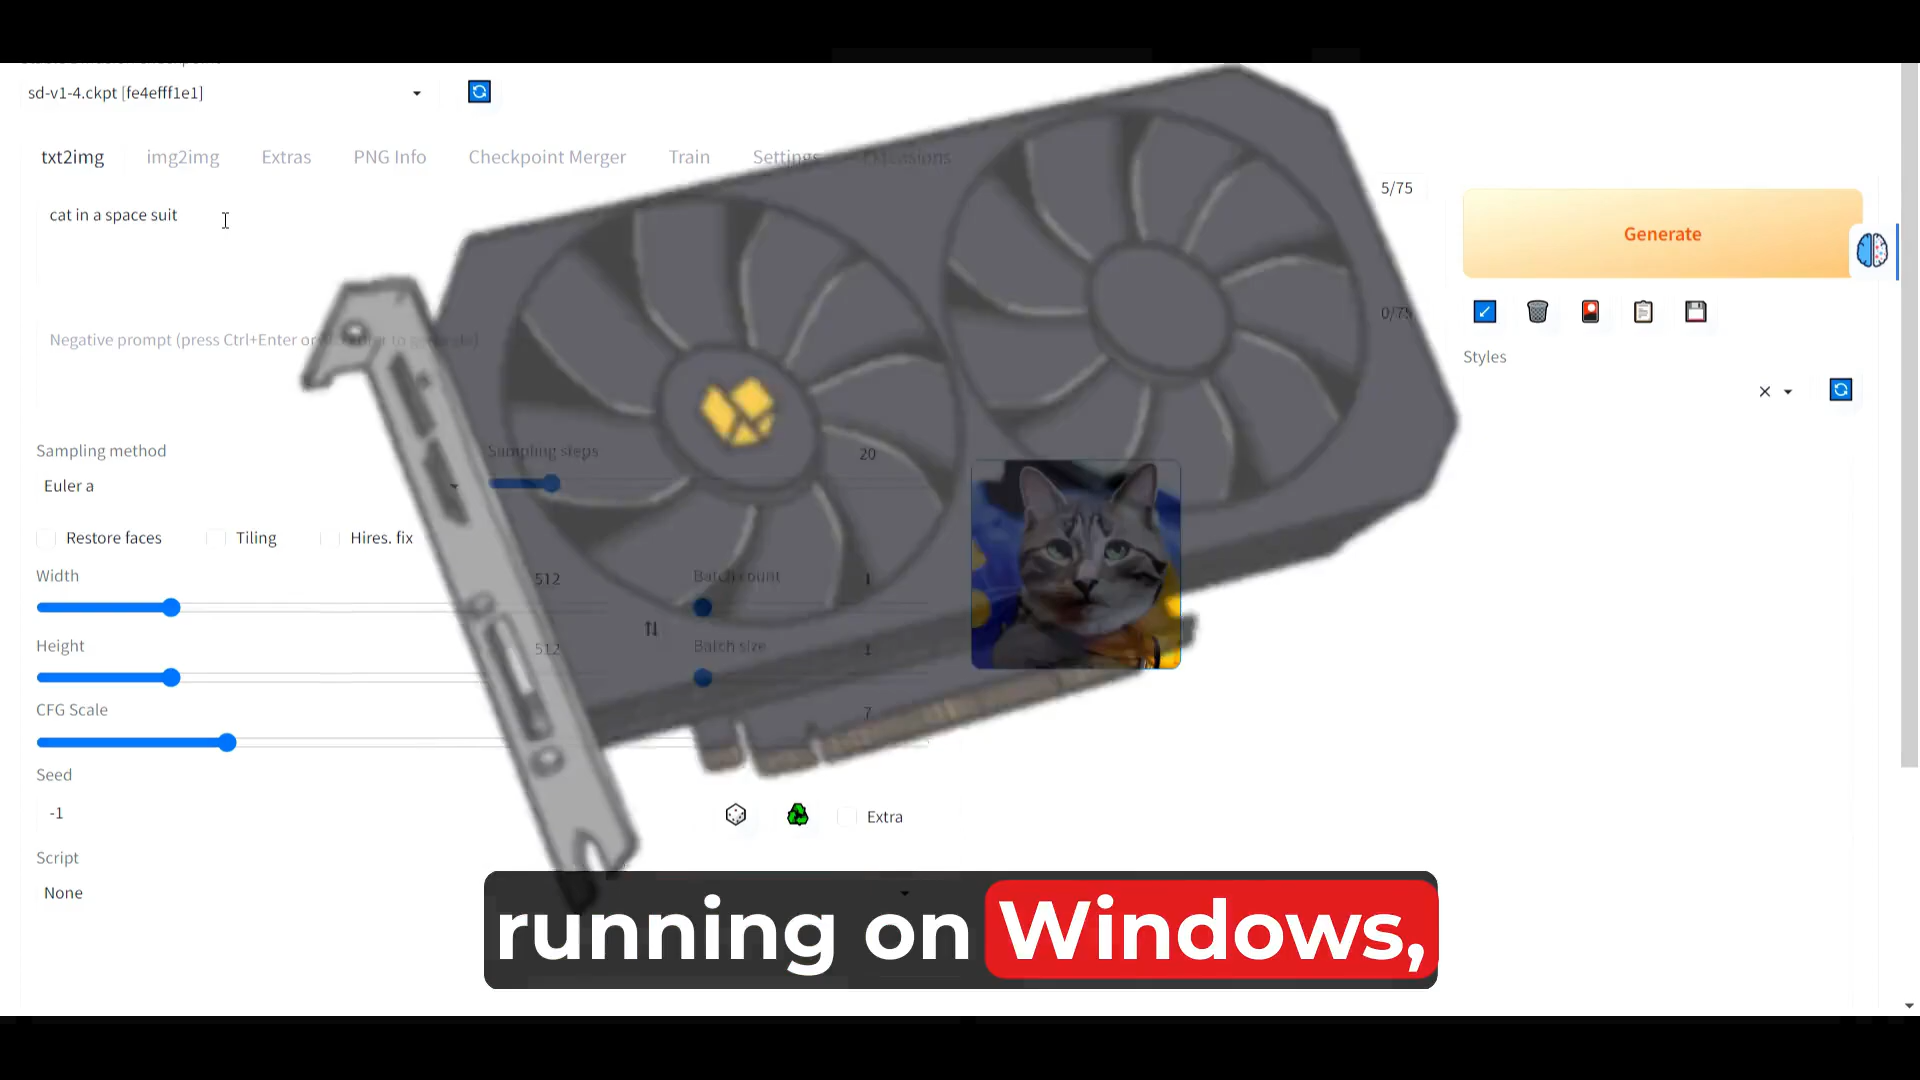 sd-v1-4.ckpt [fe4efff1e1]
txt2img img2img Extras PNG Info Checkpoint Merger Train Settings Extensions
5/75
cat in a space suit
Generate
0/75
Negative prompt (press Ctrl+Enter or
Styles
Sampling method
Sampling steps
20
Euler a
Restore faces Tiling Hires. fix
Width
512
Batch count
1
Height
512
Batch size
1
CFG Scale
7
Seed
-1
Extra
Script
None
running on Windows,